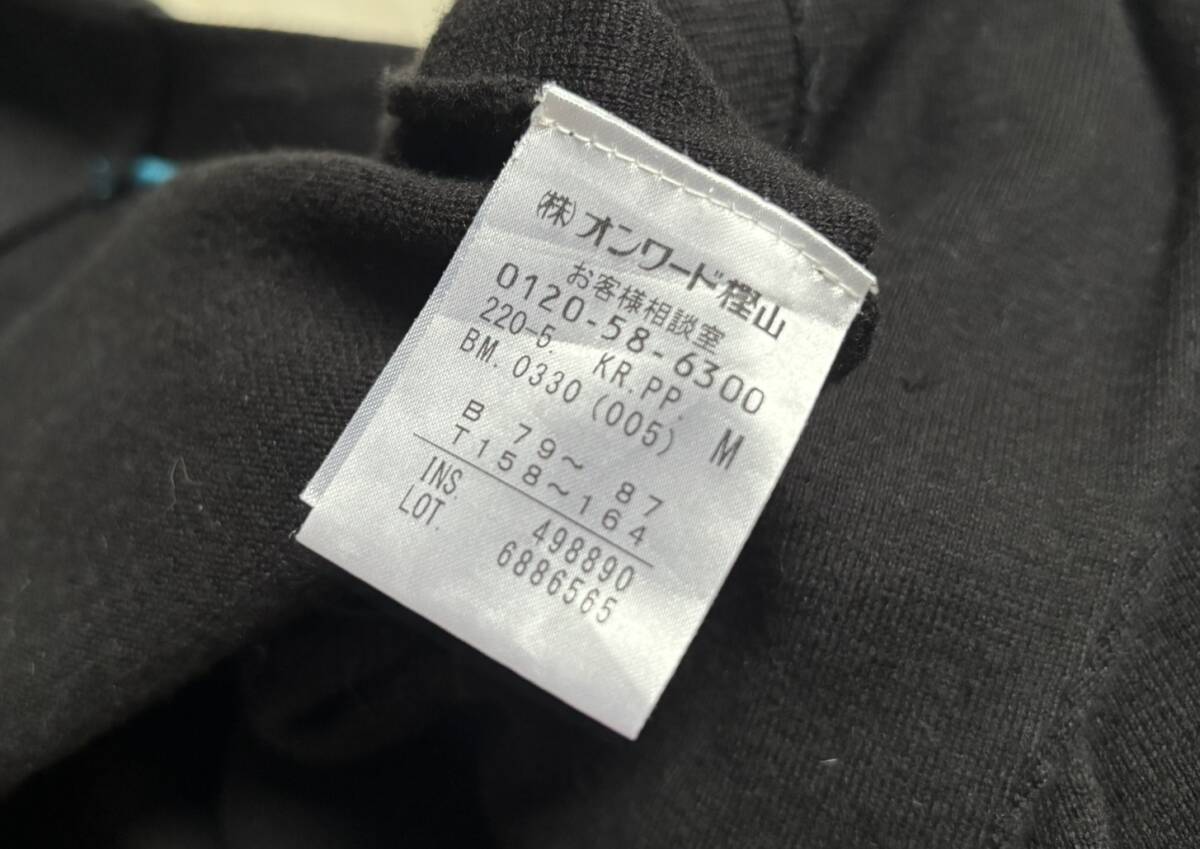 ㈱オンワード樫山
お客様相談室
0120-58-6300
220-5. KR.PP.
BM. 0330 (005) M
B 79～ 87
T158～164
INS. 498890
LOT. 6886565